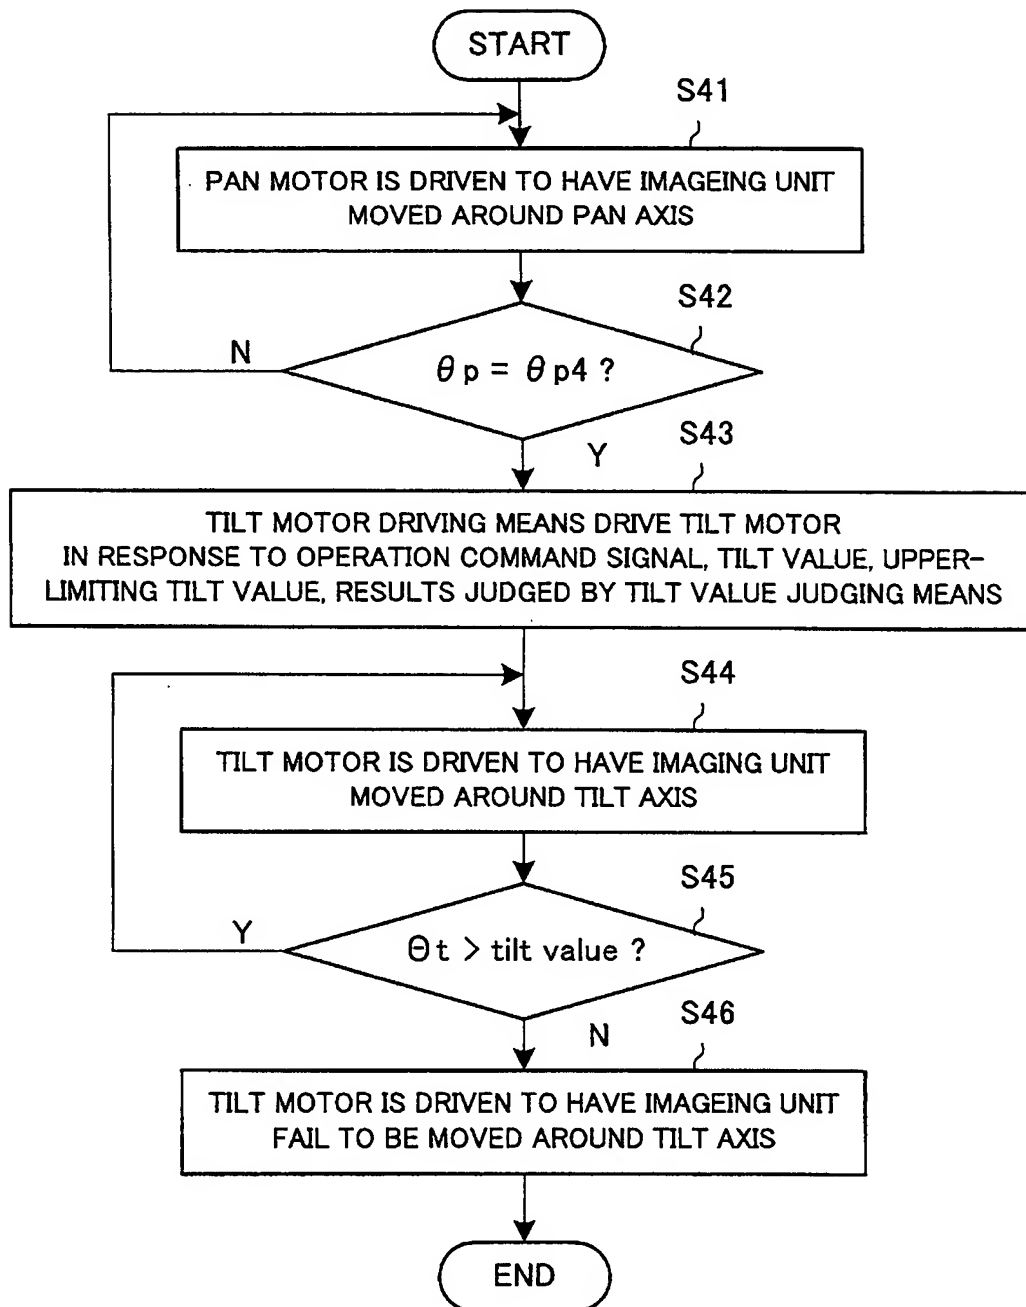 START
S41
PAN MOTOR IS DRIVEN TO HAVE IMAGEING UNIT
MOVED AROUND PAN AXIS
S42
N
θp = θp4 ?
Y
S43
TILT MOTOR DRIVING MEANS DRIVE TILT MOTOR
IN RESPONSE TO OPERATION COMMAND SIGNAL, TILT VALUE, UPPER-
LIMITING TILT VALUE, RESULTS JUDGED BY TILT VALUE JUDGING MEANS
S44
TILT MOTOR IS DRIVEN TO HAVE IMAGING UNIT
MOVED AROUND TILT AXIS
S45
Y
Θt > tilt value ?
N
S46
TILT MOTOR IS DRIVEN TO HAVE IMAGEING UNIT
FAIL TO BE MOVED AROUND TILT AXIS
END